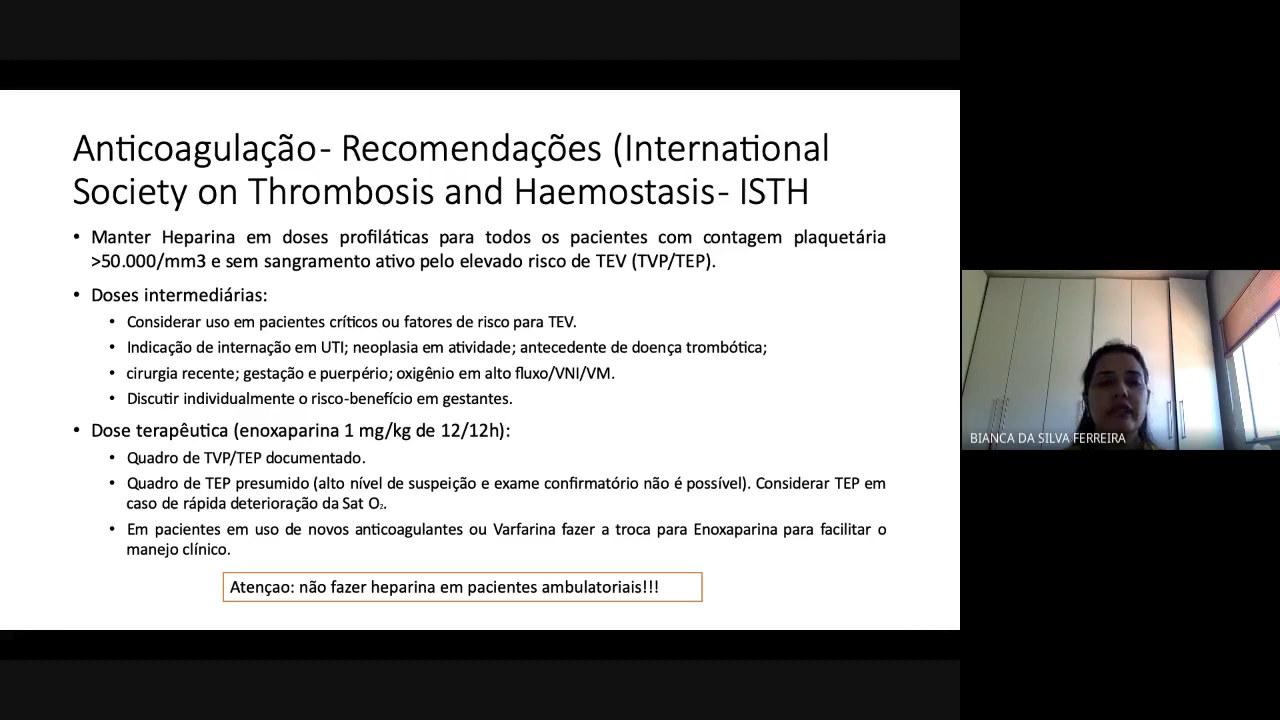 Anticoagulação- Recomendações (International
Society on Thrombosis and Haemostasis- ISTH
• Manter Heparina em doses profiláticas para todos os pacientes com contagem plaquetária
>50.000/mm3 e sem sangramento ativo pelo elevado risco de TEV (TVP/TEP).
• Doses intermediárias:
• Considerar uso em pacientes críticos ou fatores de risco para TEV.
• Indicação de internação em UTI; neoplasia em atividade; antecedente de doença trombótica;
• cirurgia recente; gestação e puerpério; oxigênio em alto fluxo/VNI/VM.
• Discutir individualmente o risco-benefício em gestantes.
• Dose terapêutica (enoxaparina 1 mg/kg de 12/12h):
• Quadro de TVP/TEP documentado.
• Quadro de TEP presumido (alto nível de suspeição e exame confirmatório não é possível). Considerar TEP em
caso de rápida deterioração da Sat O₂.
• Em pacientes em uso de novos anticoagulantes ou Varfarina fazer a troca para Enoxaparina para facilitar o
manejo clínico.
Atençao: não fazer heparina em pacientes ambulatoriais!!!
BIANCA DA SILVA FERREIRA